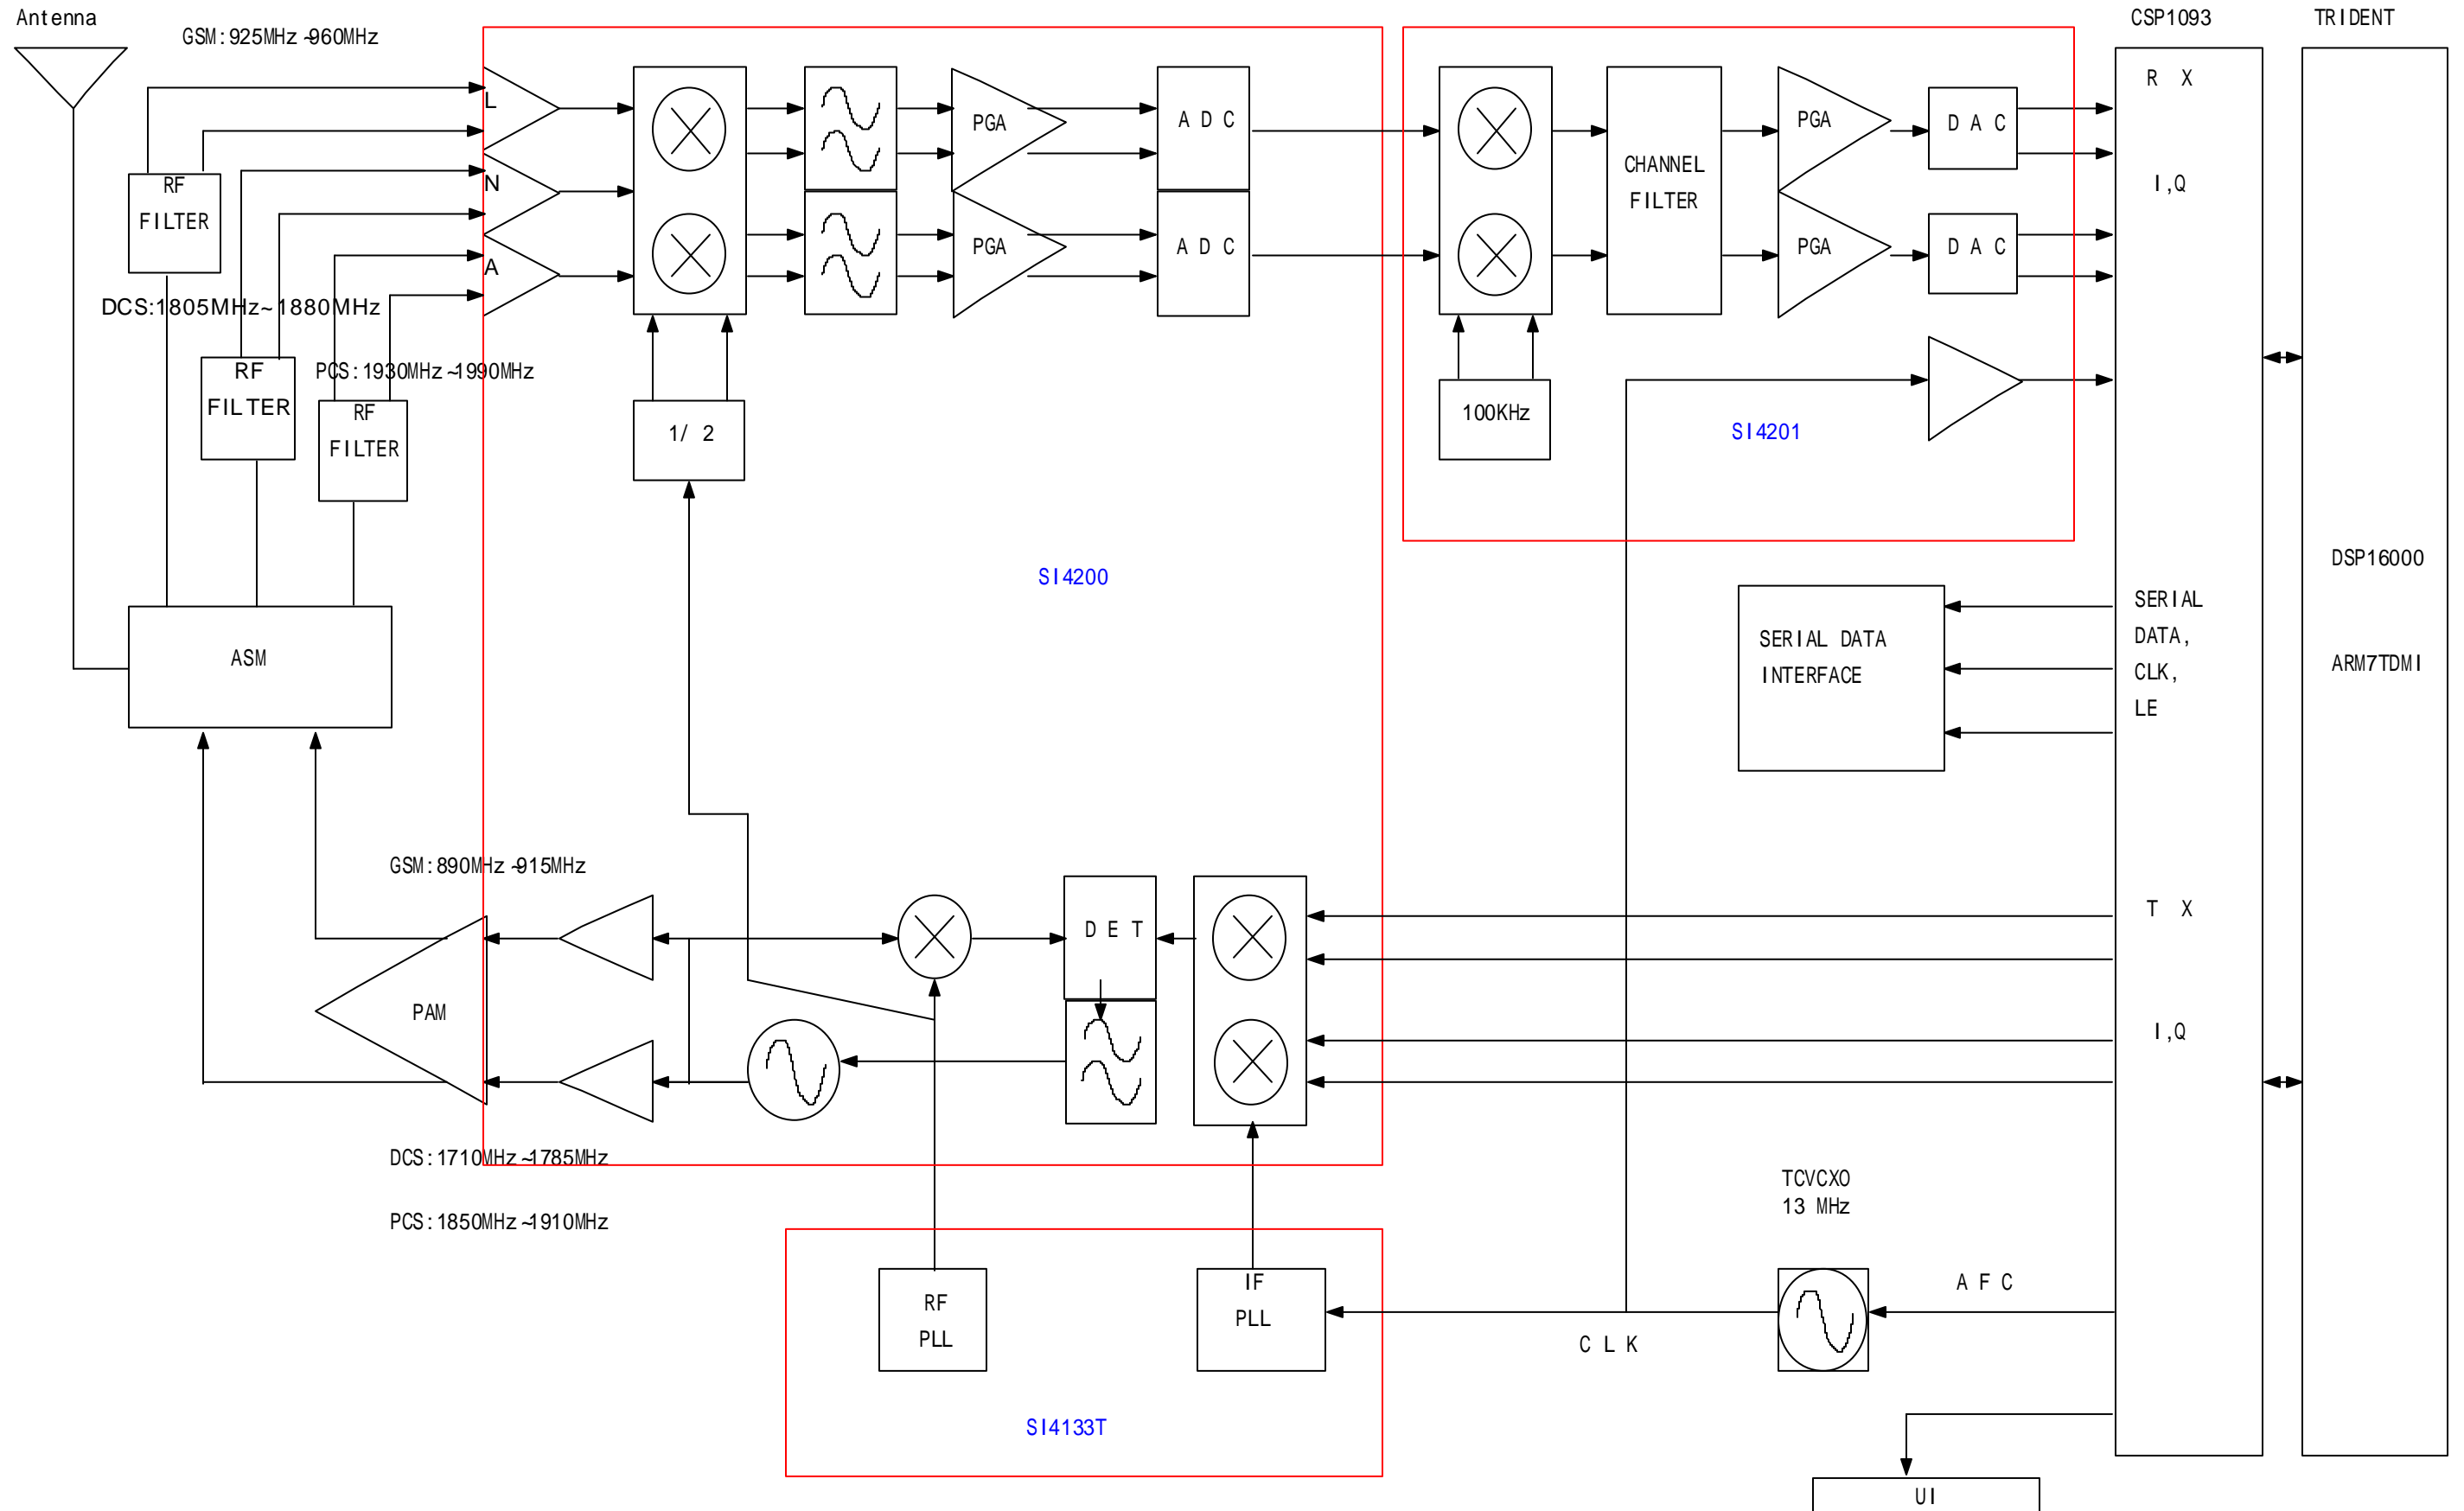 Antenna
GSM:925MHz~960MHz
CSP1093
TRIDENT
L
N
A
PGA
PGA
A D C
A D C
CHANNEL
FILTER
PGA
PGA
D A C
D A C
R X
I,Q
RF
FILTER
DCS:1805MHz~1880MHz
RF
FILTER
PCS:1930MHz~1990MHz
RF
FILTER
1/ 2
100KHz
SI4201
SI4200
DSP16000
ARM7TDMI
ASM
SERIAL DATA
INTERFACE
SERIAL
DATA,
CLK,
LE
GSM:890MHz~915MHz
PAM
D E T
T X
I,Q
DCS:1710MHz~1785MHz
PCS:1850MHz~1910MHz
TCVCXO
13 MHz
RF
PLL
IF
PLL
A F C
C L K
SI4133T
UI